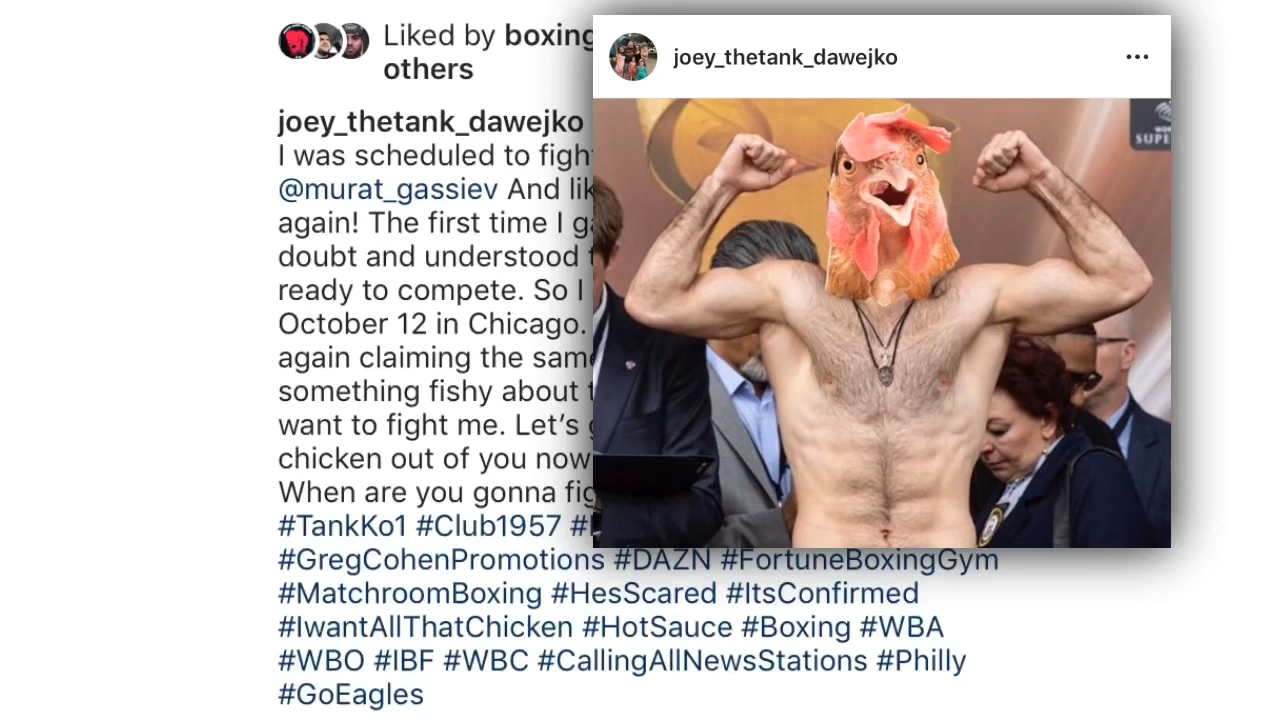 Liked by boxing
others
joey_thetank_dawejko
I was scheduled to figh
@murat_gassiev And lik
again! The first time I ga
doubt and understood
ready to compete. So I
October 12 in Chicago.
again claiming the same
something fishy about
want to fight me. Let's
chicken out of you now
When are you gonna fig
#TankKo1 #Club1957
#GregCohenPromotions #DAZN #FortuneBoxingGym
#MatchroomBoxing #HesScared #ItsConfirmed
#IwantAllThatChicken #HotSauce #Boxing #WBA
#WBO #IBF #WBC #CallingAllNewsStations #Philly
#GoEagles
joey_thetank_dawejko
SUPE